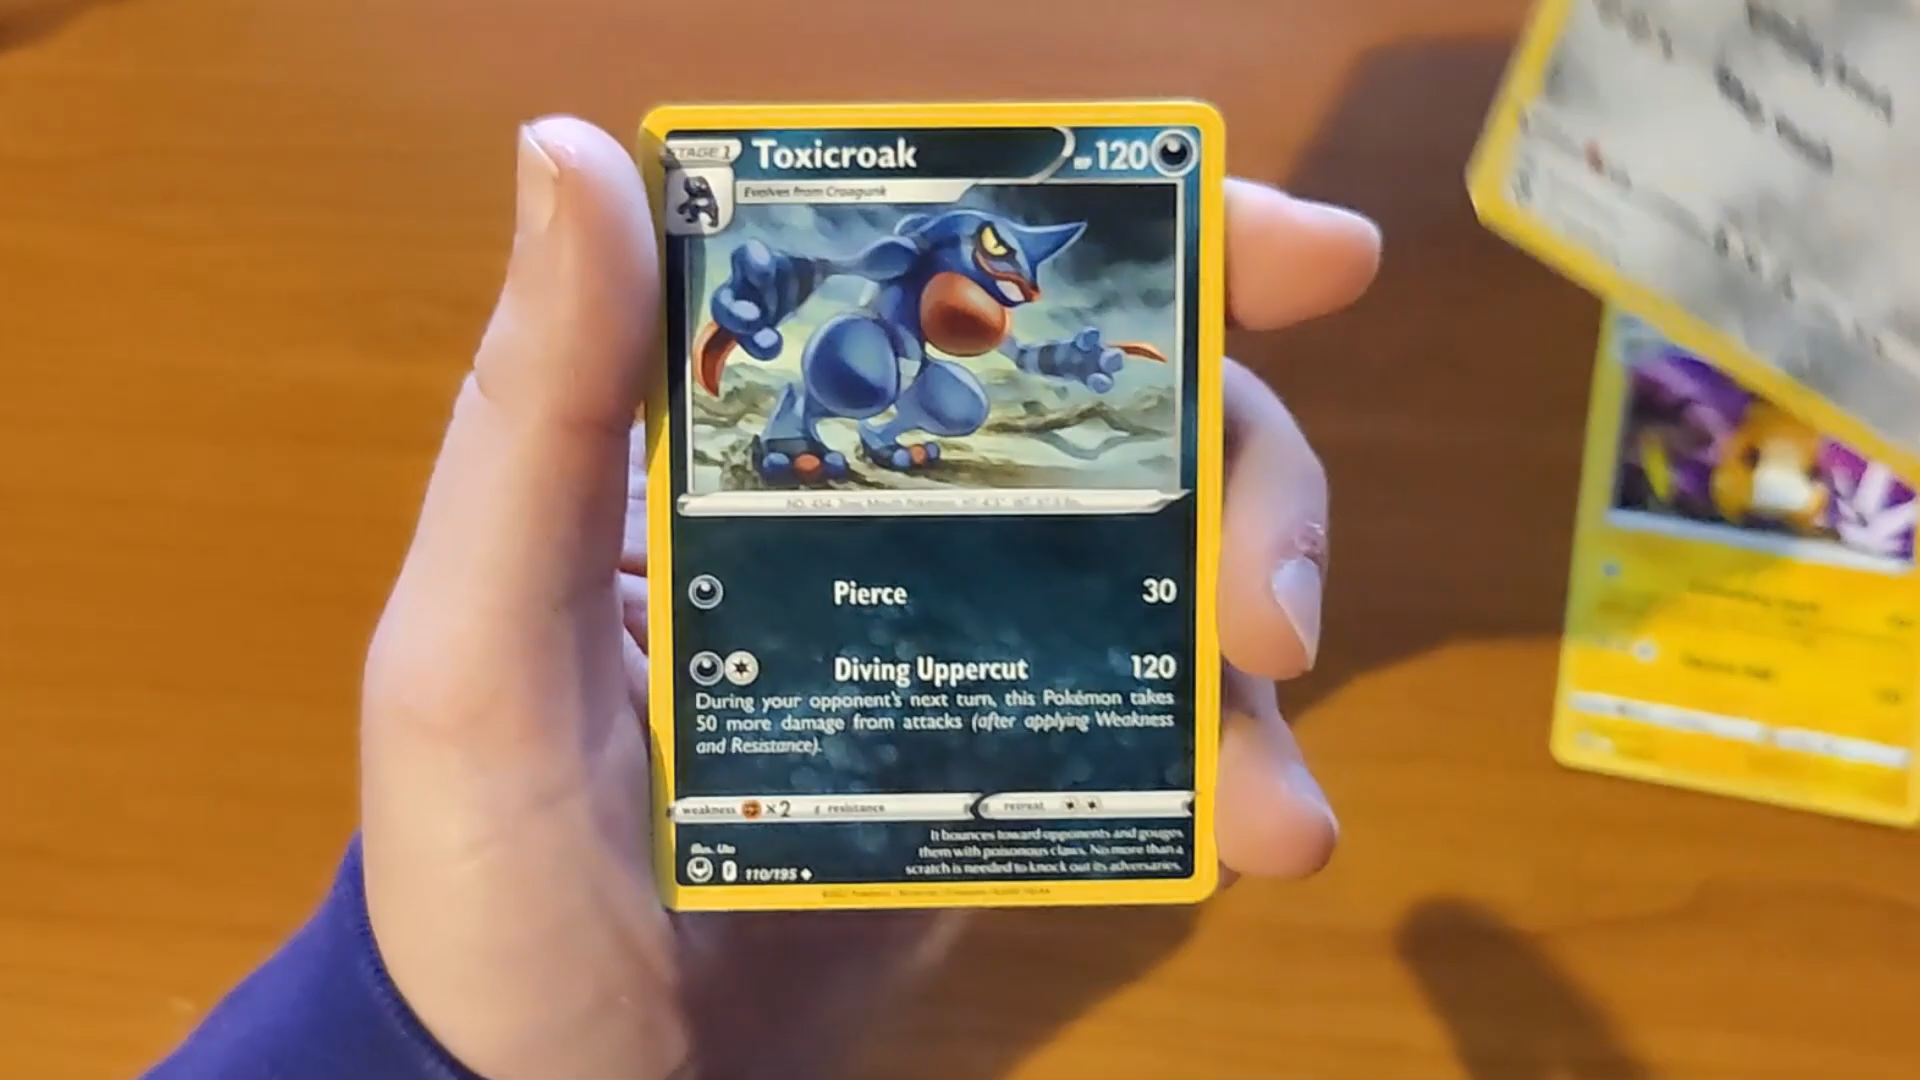 STAGE 1 Toxicroak HP 120
Evolves from Croagunk
Pierce 30
Diving Uppercut 120
During your opponent's next turn, this Pokémon takes
50 more damage from attacks (after applying Weakness
and Resistance).
weakness ×2 resistance retreat
It bounces toward opponents and gouges
them with poisonous claws. No more than a
scratch is needed to knock out its adversaries.
Illus. Uta
110/195